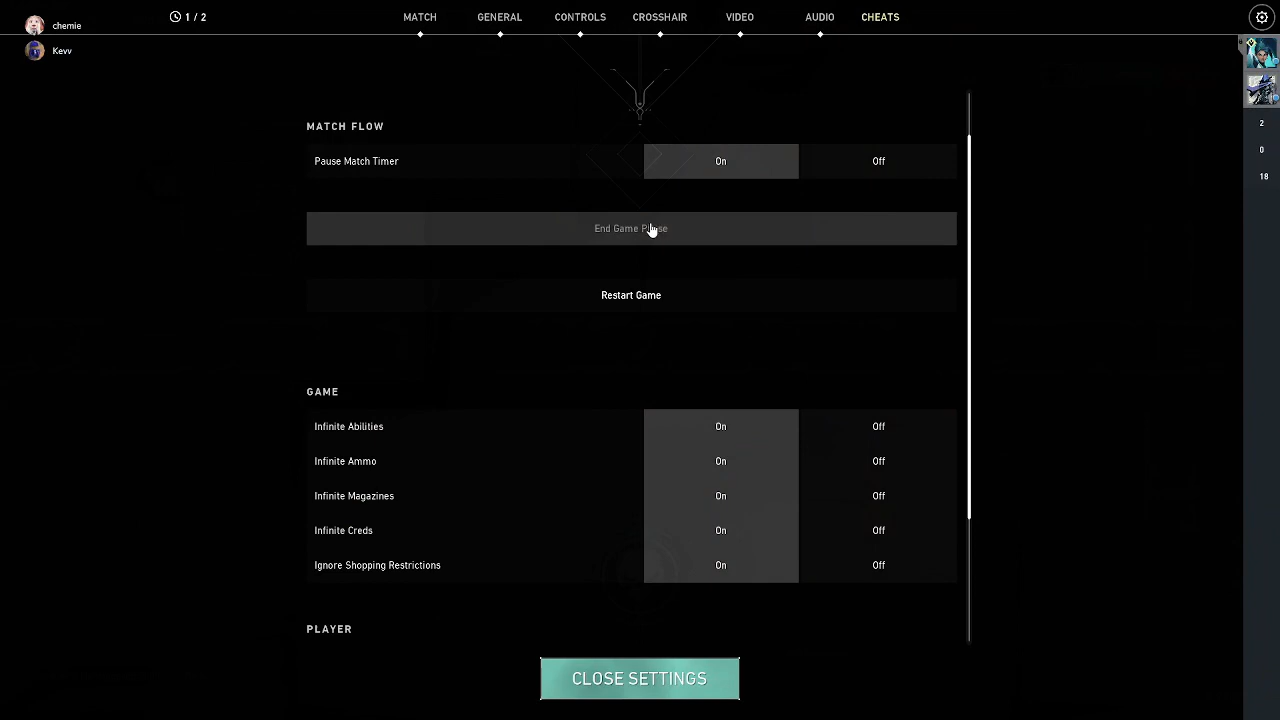 chemie
Kevv
1 / 2
MATCH
GENERAL
CONTROLS
CROSSHAIR
VIDEO
AUDIO
CHEATS
MATCH FLOW
Pause Match Timer On Off
End Game Phase
Restart Game
GAME
Infinite Abilities On Off
Infinite Ammo On Off
Infinite Magazines On Off
Infinite Creds On Off
Ignore Shopping Restrictions On Off
PLAYER
CLOSE SETTINGS
2
0
18